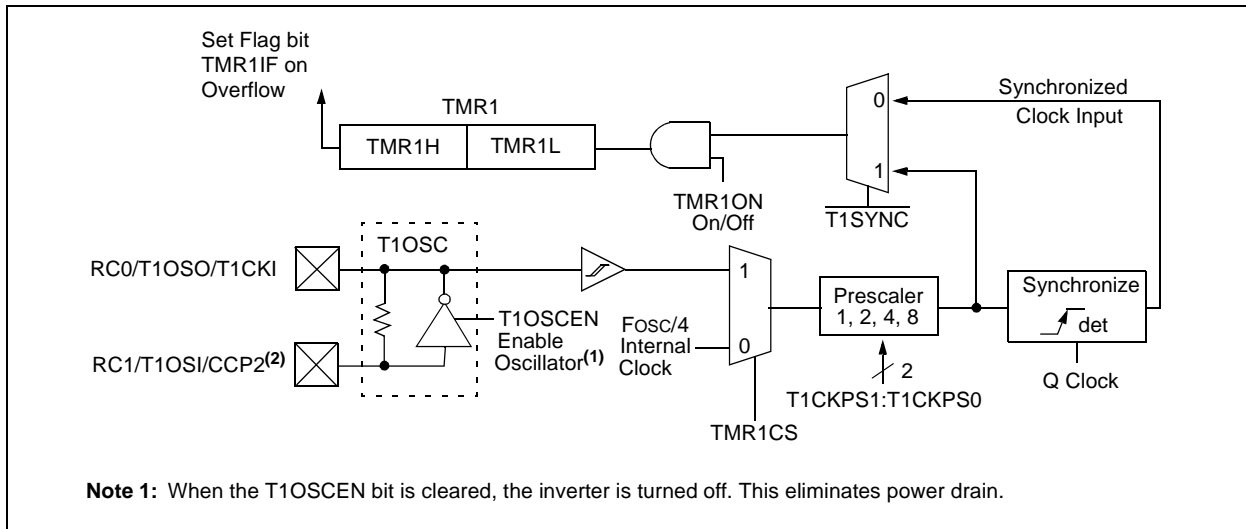 Set Flag bit
TMR1IF on
Overflow
TMR1
TMR1H
TMR1L
TMR1ON
On/Off
0
1
T1SYNC
Synchronized
Clock Input
RC0/T1OSO/T1CKI
RC1/T1OSI/CCP2(2)
T1OSC
T1OSCEN
Enable
Oscillator(1)
FOSC/4
Internal
Clock
1
0
TMR1CS
Prescaler
1, 2, 4, 8
2
T1CKPS1:T1CKPS0
Synchronize
det
Q Clock
Note 1: When the T1OSCEN bit is cleared, the inverter is turned off. This eliminates power drain.